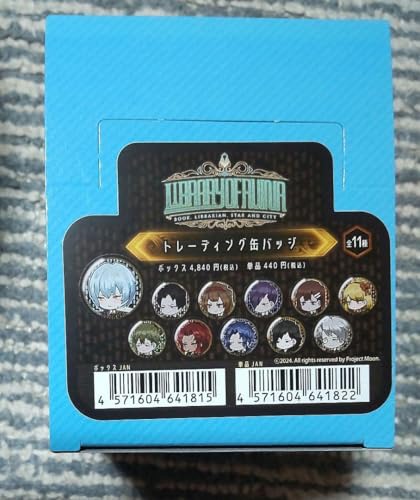 LIBRARY OF RUINA
BOOK, LIBRARIAN, STAR AND CITY
トレーディング缶バッジ
全11種
ボックス 4,840円(税込) 単品 440円(税込)
©2024. All rights reserved by Project Moon.
ボックス JAN
4 571604 641815
単品 JAN
4 571604 641822